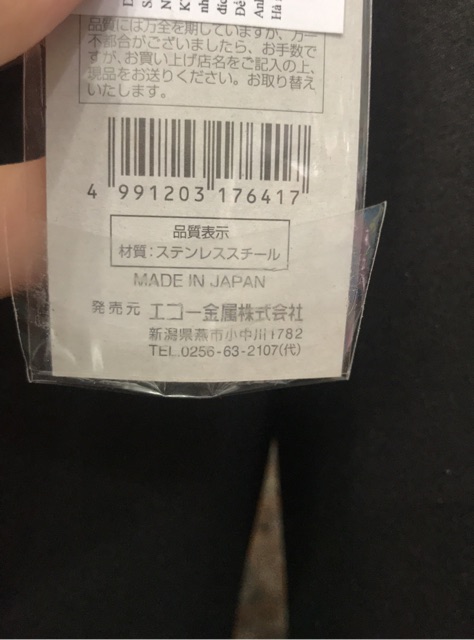 品質には万全を期していますが、万一
不都合がございましたら、お手数で
すが、お買い上げ店名をご記入の上、
現品をお送りください。お取り替え
いたします。
4 991203 176417
品質表示
材質：ステンレススチール
MADE IN JAPAN
発売元 エコー金属株式会社
新潟県燕市小中川1782
TEL.0256-63-2107(代)